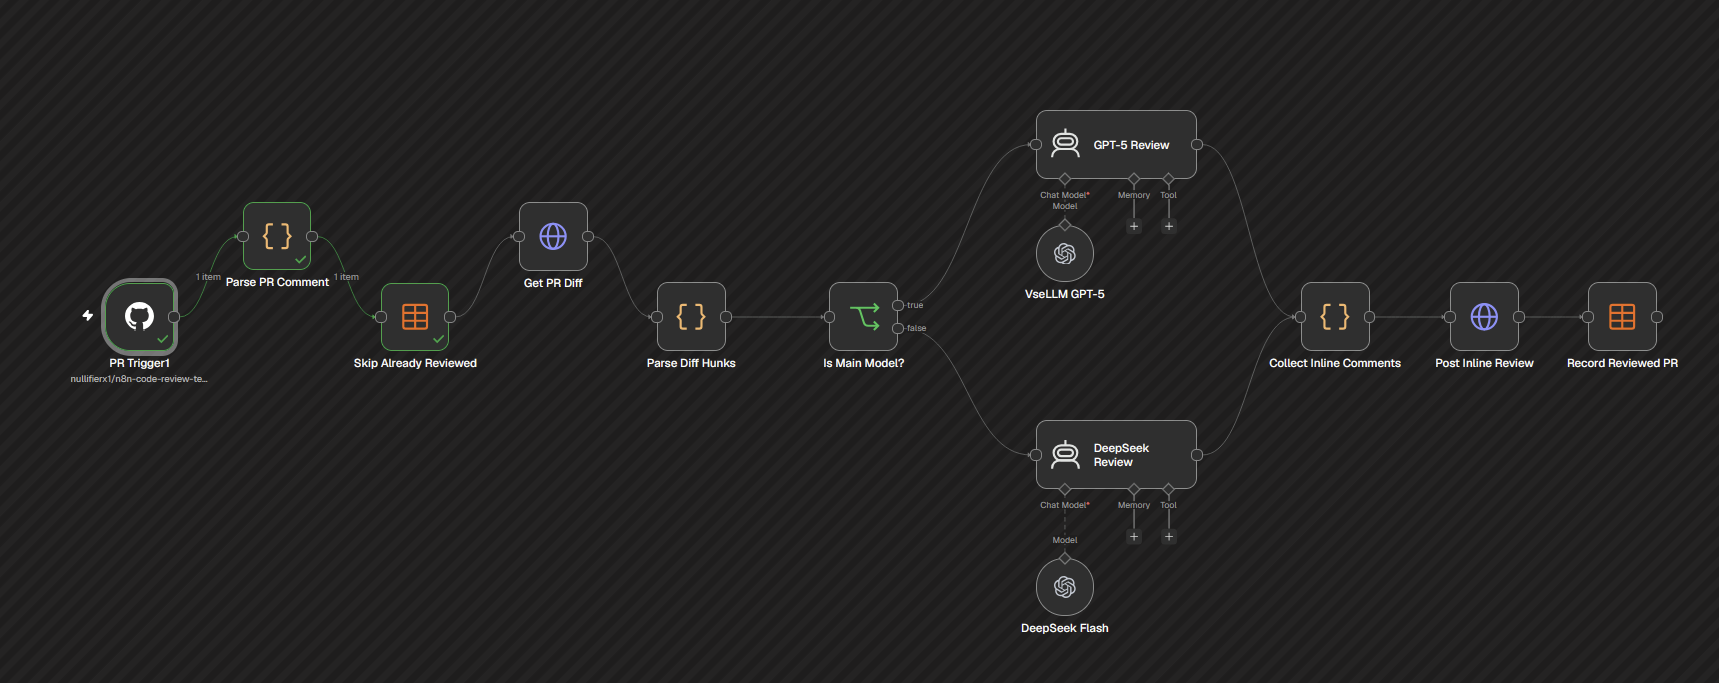 PR Trigger1
nullifierx1/n8n-code-review-te...
1 item
Parse PR Comment
1 item
Skip Already Reviewed
Get PR Diff
Parse Diff Hunks
Is Main Model?
true
false
GPT-5 Review
Chat Model*
Model
Memory
Tool
+
+
VseLLM GPT-5
DeepSeek
Review
Chat Model*
Memory
Tool
+
+
Model
DeepSeek Flash
Collect Inline Comments
Post Inline Review
Record Reviewed PR